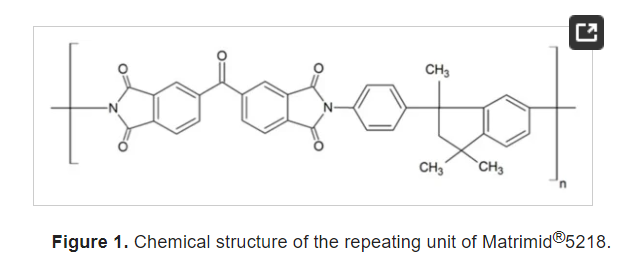 O O O CH3
N N
O O CH3 CH3
n
Figure 1. Chemical structure of the repeating unit of Matrimid®5218.